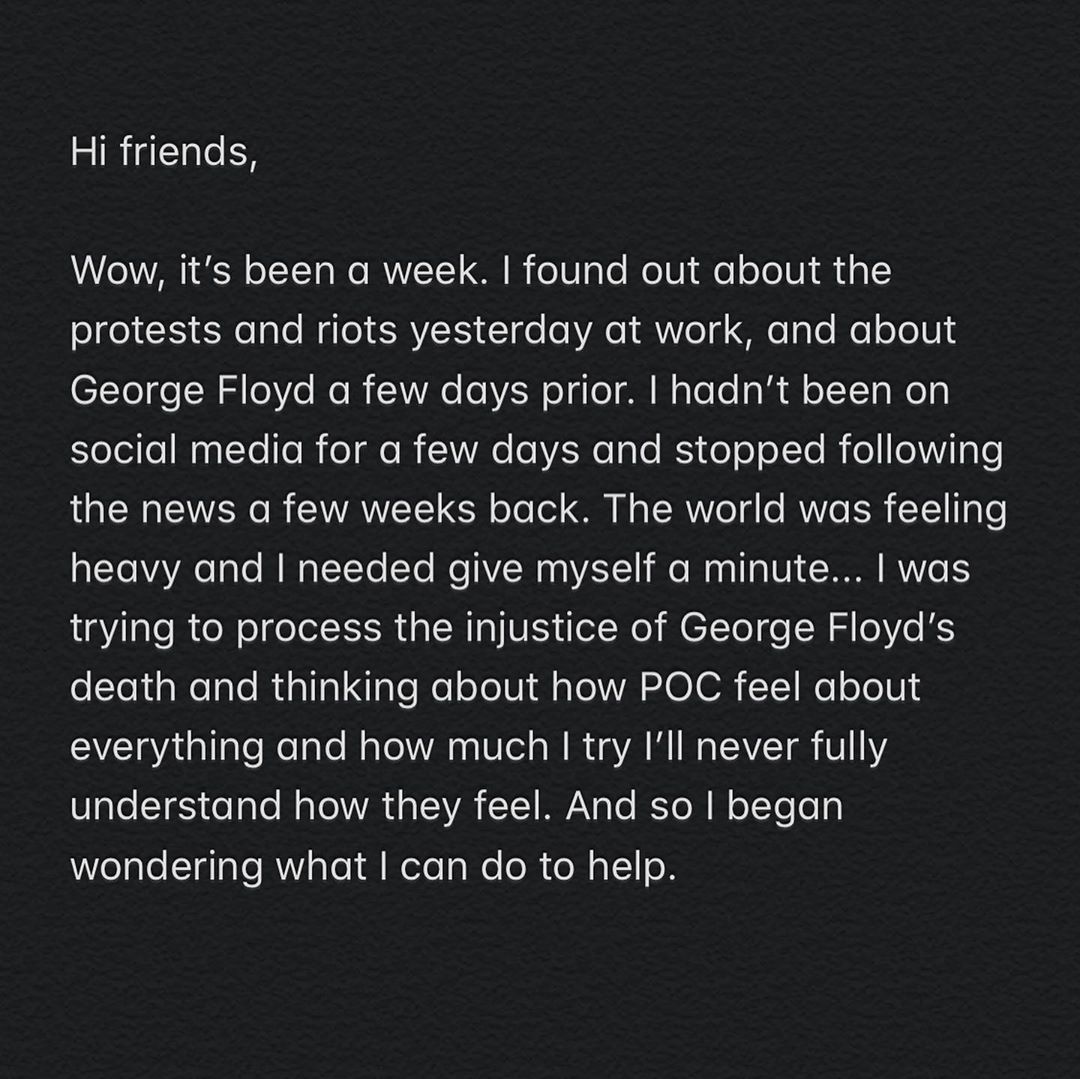 Hi friends,
Wow, it’s been a week. I found out about the
protests and riots yesterday at work, and about
George Floyd a few days prior. I hadn’t been on
social media for a few days and stopped following
the news a few weeks back. The world was feeling
heavy and I needed give myself a minute... I was
trying to process the injustice of George Floyd’s
death and thinking about how POC feel about
everything and how much I try I’ll never fully
understand how they feel. And so I began
wondering what I can do to help.